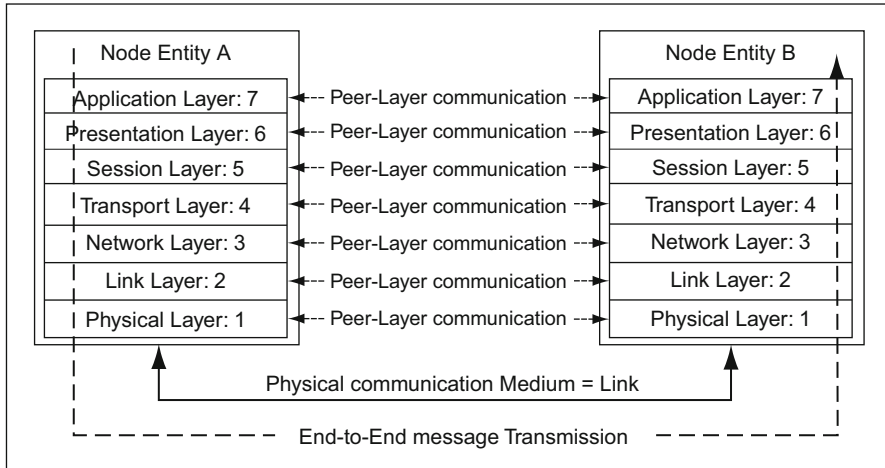 Node Entity A
Node Entity B
Application Layer: 7
Peer-Layer communication
Application Layer: 7
Presentation Layer: 6
Peer-Layer communication
Presentation Layer: 6
Session Layer: 5
Peer-Layer communication
Session Layer: 5
Transport Layer: 4
Peer-Layer communication
Transport Layer: 4
Network Layer: 3
Peer-Layer communication
Network Layer: 3
Link Layer: 2
Peer-Layer communication
Link Layer: 2
Physical Layer: 1
Peer-Layer communication
Physical Layer: 1
Physical communication Medium = Link
End-to-End message Transmission